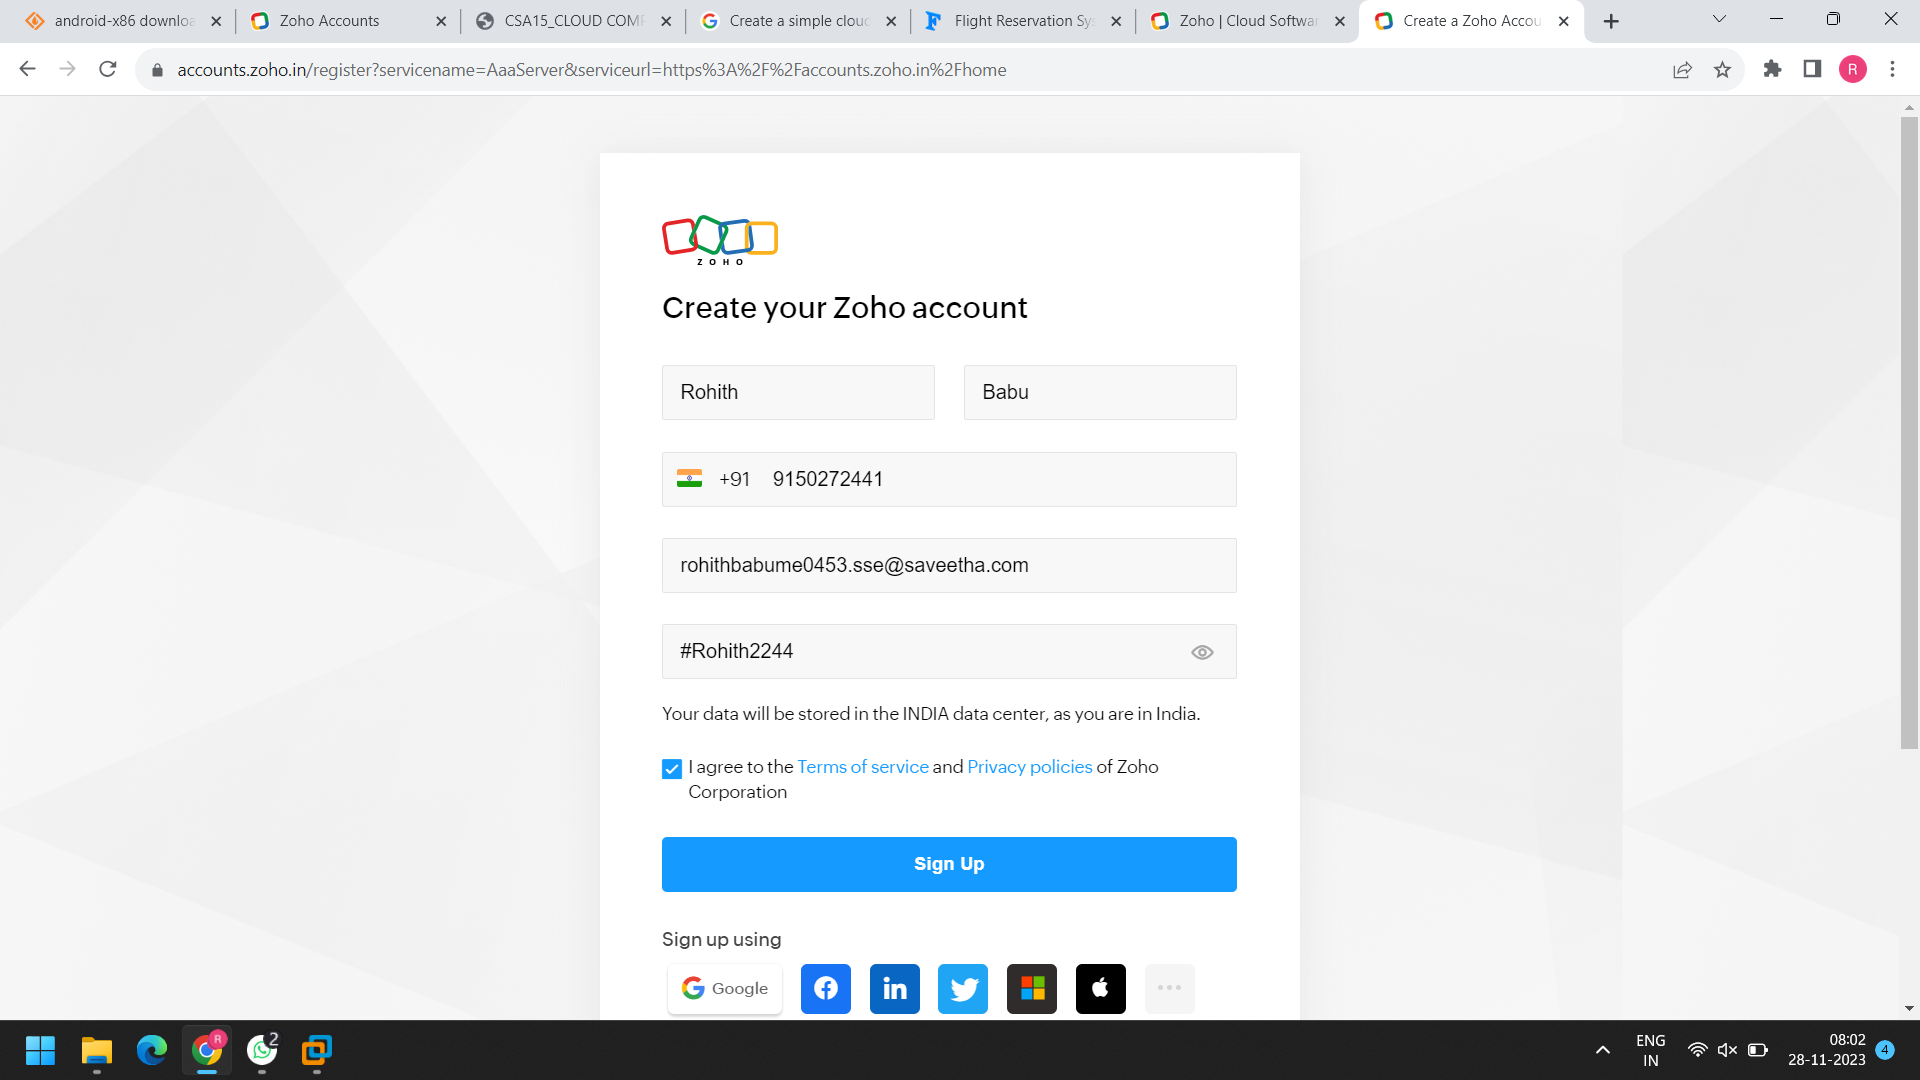 android-x86 downloa
Zoho Accounts
CSA15_CLOUD COMP
Create a simple cloud
Flight Reservation Sys
Zoho | Cloud Softwar
Create a Zoho Accou
accounts.zoho.in/register?servicename=AaaServer&serviceurl=https%3A%2F%2Faccounts.zoho.in%2Fhome
R
ZOHO
Create your Zoho account
Rohith
Babu
+91 9150272441
rohithbabume0453.sse@saveetha.com
#Rohith2244
Your data will be stored in the INDIA data center, as you are in India.
I agree to the Terms of service and Privacy policies of Zoho
Corporation
Sign Up
Sign up using
Google
in
R
2
ENG
IN
08:02
28-11-2023
4